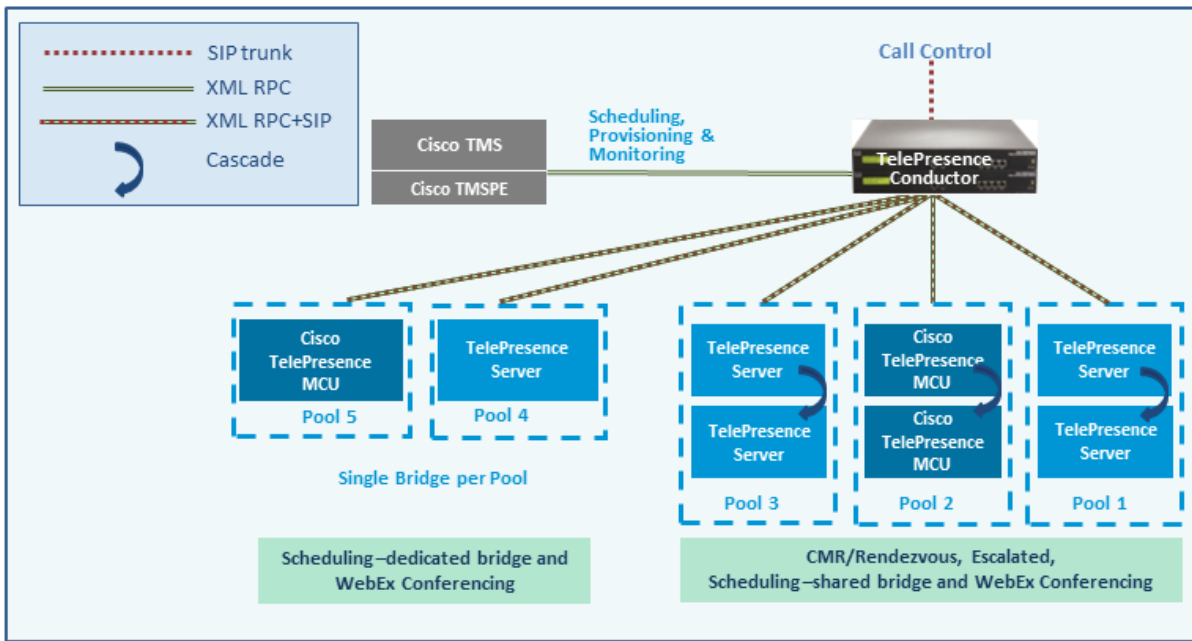 SIP trunk
XML RPC
XML RPC+SIP
Cascade
Call Control
Scheduling,
Provisioning &
Monitoring
Cisco TMS
Cisco TMSPE
TelePresence
Conductor
Cisco
TelePresence
MCU
Pool 5
TelePresence
Server
Pool 4
Single Bridge per Pool
TelePresence
Server
TelePresence
Server
Pool 3
Cisco
TelePresence
MCU
Cisco
TelePresence
MCU
Pool 2
TelePresence
Server
TelePresence
Server
Pool 1
Scheduling–dedicated bridge and
WebEx Conferencing
CMR/Rendezvous, Escalated,
Scheduling–shared bridge and WebEx Conferencing